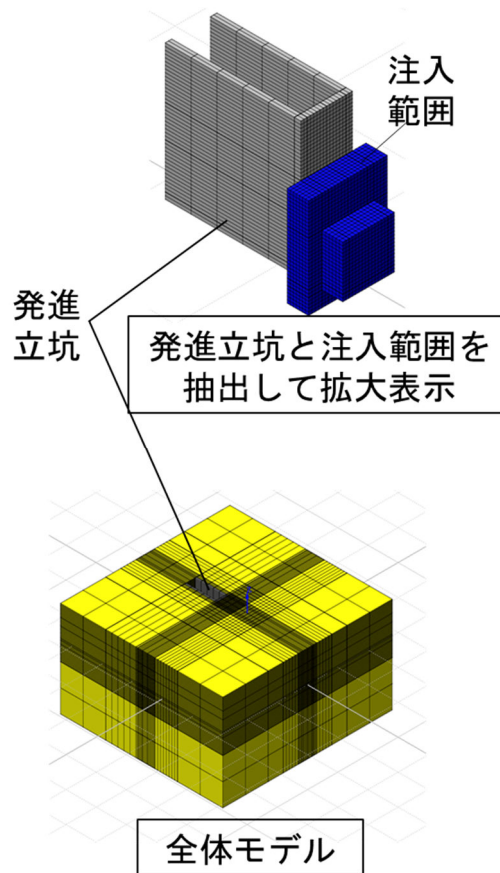 注入
範囲
発進
立坑
発進立坑と注入範囲を
抽出して拡大表示
全体モデル